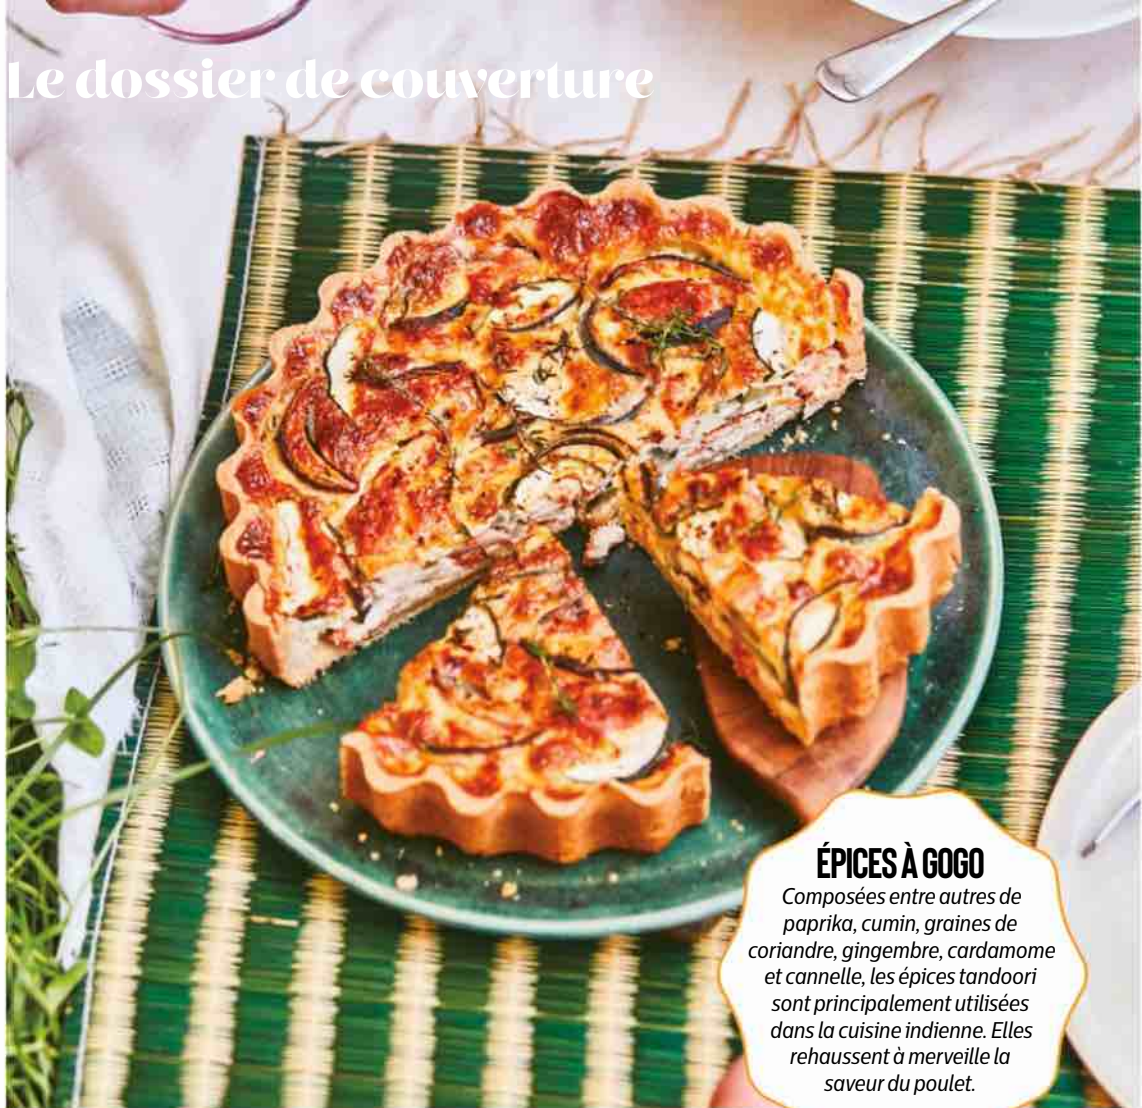 Le dossier de couverture
ÉPICES À GOGO
Composées entre autres de
paprika, cumin, graines de
coriandre, gingembre, cardamome
et cannelle, les épices tandoori
sont principalement utilisées
dans la cuisine indienne. Elles
rehaussent à merveille la
saveur du poulet.